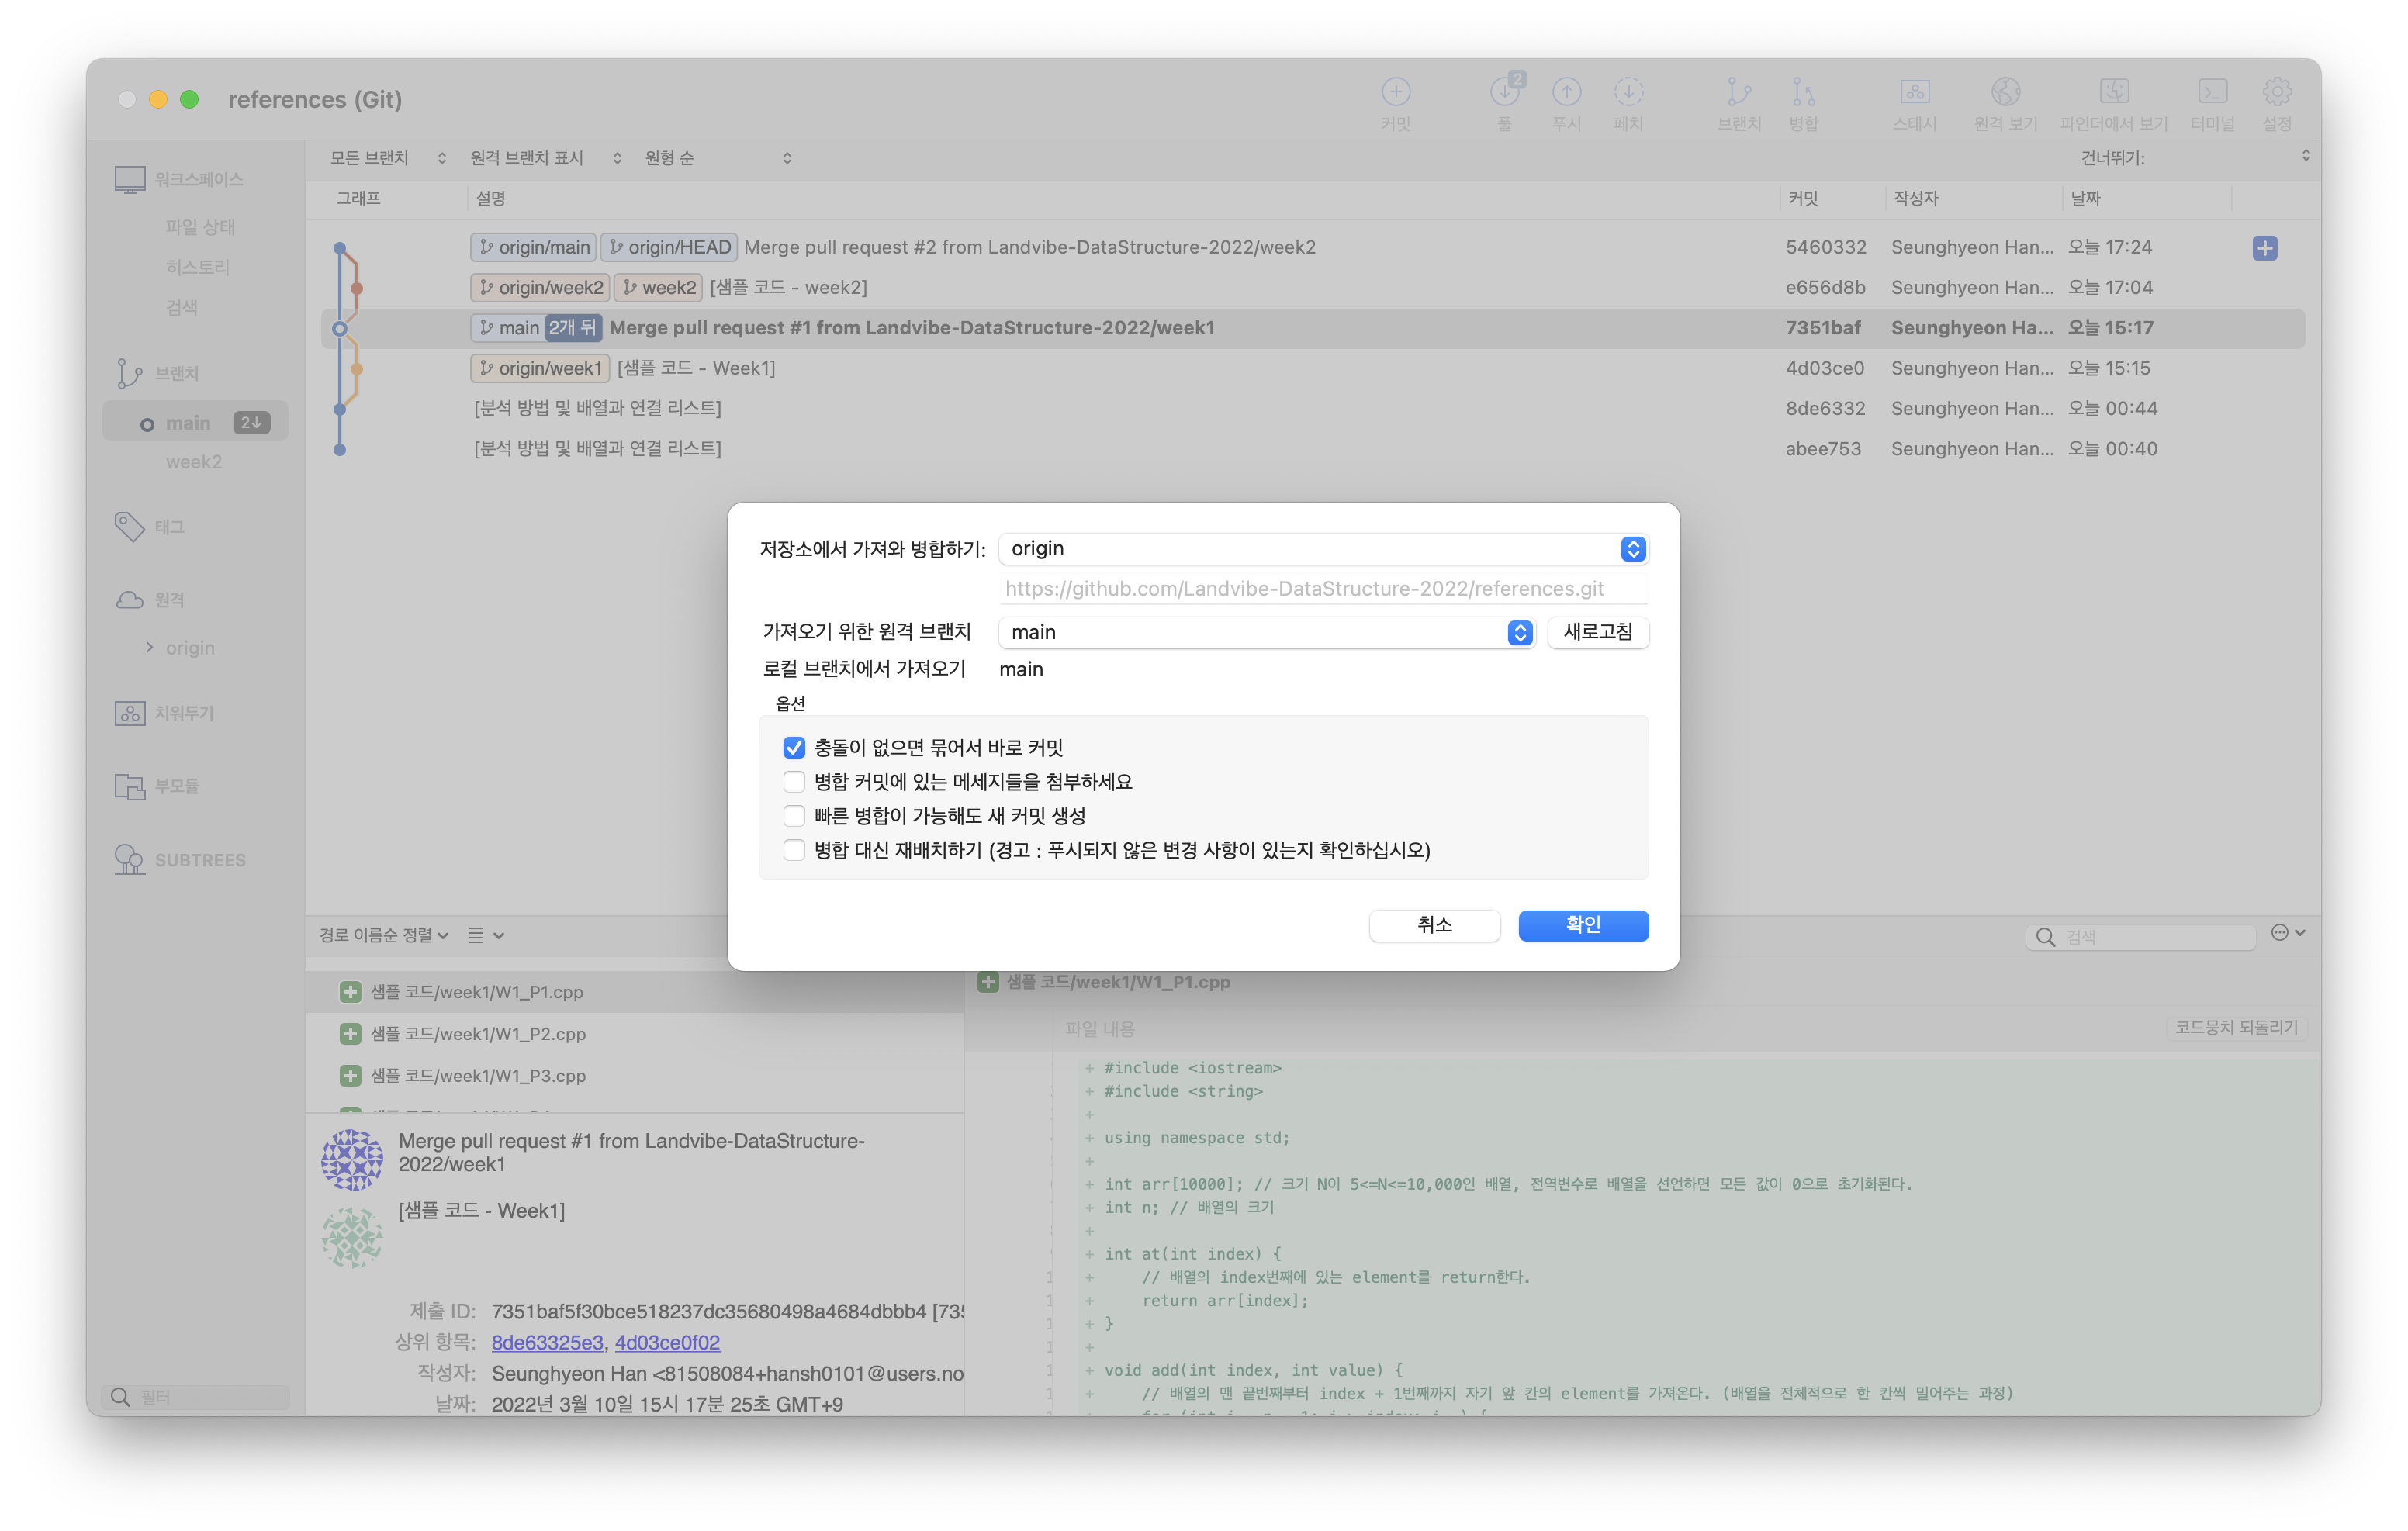 references (Git)
커밋
2
풀
푸시
페치
브랜치
병합
스태시
원격 보기
파인더에서 보기
터미널
설정
워크스페이스
파일 상태
히스토리
검색
브랜치
main 2↓
week2
태그
원격
origin
치워두기
부모듈
SUBTREES
필터
모든 브랜치 원격 브랜치 표시 원형 순 건너뛰기:
그래프 설명 커밋 작성자 날짜
origin/main origin/HEAD Merge pull request #2 from Landvibe-DataStructure-2022/week2 5460332 Seunghyeon Han... 오늘 17:24
origin/week2 week2 [샘플 코드 - week2] e656d8b Seunghyeon Han... 오늘 17:04
main 2개 뒤 Merge pull request #1 from Landvibe-DataStructure-2022/week1 7351baf Seunghyeon Ha... 오늘 15:17
origin/week1 [샘플 코드 - Week1] 4d03ce0 Seunghyeon Han... 오늘 15:15
[분석 방법 및 배열과 연결 리스트] 8de6332 Seunghyeon Han... 오늘 00:44
[분석 방법 및 배열과 연결 리스트] abee753 Seunghyeon Han... 오늘 00:40
저장소에서 가져와 병합하기: origin
https://github.com/Landvibe-DataStructure-2022/references.git
가져오기 위한 원격 브랜치 main 새로고침
로컬 브랜치에서 가져오기 main
옵션
충돌이 없으면 묶어서 바로 커밋
병합 커밋에 있는 메세지들을 첨부하세요
빠른 병합이 가능해도 새 커밋 생성
병합 대신 재배치하기 (경고 : 푸시되지 않은 변경 사항이 있는지 확인하십시오)
취소 확인
경로 이름순 정렬
검색
샘플 코드/week1/W1_P1.cpp
샘플 코드/week1/W1_P2.cpp
샘플 코드/week1/W1_P3.cpp
Merge pull request #1 from Landvibe-DataStructure-
2022/week1
[샘플 코드 - Week1]
제출 ID: 7351baf5f30bce518237dc35680498a4684dbbb4 [735
상위 항목: 8de63325e3, 4d03ce0f02
작성자: Seunghyeon Han <81508084+hansh0101@users.no
날짜: 2022년 3월 10일 15시 17분 25초 GMT+9
샘플 코드/week1/W1_P1.cpp
파일 내용 코드뭉치 되돌리기
+ #include <iostream>
+ #include <string>
+
+ using namespace std;
+
+ int arr[10000]; // 크기 N이 5<=N<=10,000인 배열, 전역변수로 배열을 선언하면 모든 값이 0으로 초기화된다.
+ int n; // 배열의 크기
+
+ int at(int index) {
1 + // 배열의 index번째에 있는 element를 return한다.
1 + return arr[index];
1 + }
1 +
1 + void add(int index, int value) {
1 + // 배열의 맨 끝번째부터 index + 1번째까지 자기 앞 칸의 element를 가져온다. (배열을 전체적으로 한 칸씩 밀어주는 과정)